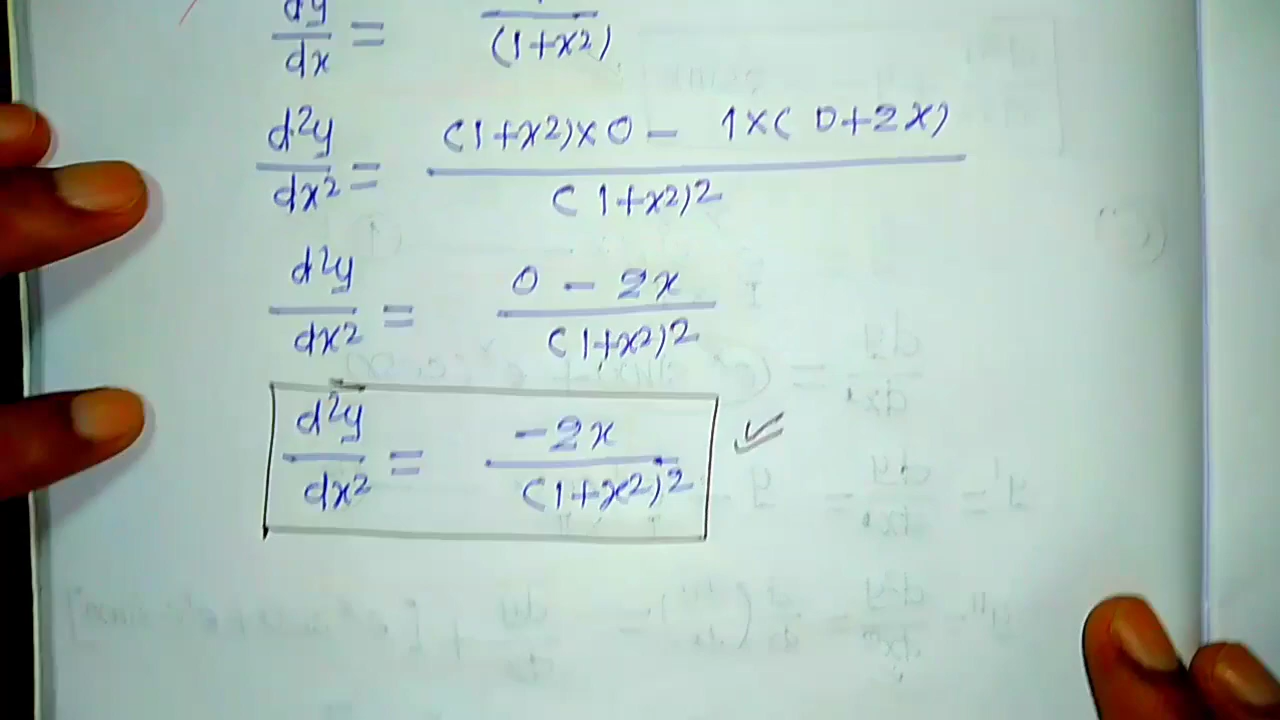 dy/dx = 1/(1+x²)
d²y/dx² = (1+x²)×0 − 1×(0+2x)/(1+x²)²
d²y/dx² = 0 − 2x/(1+x²)²
d²y/dx² = −2x/(1+x²)²